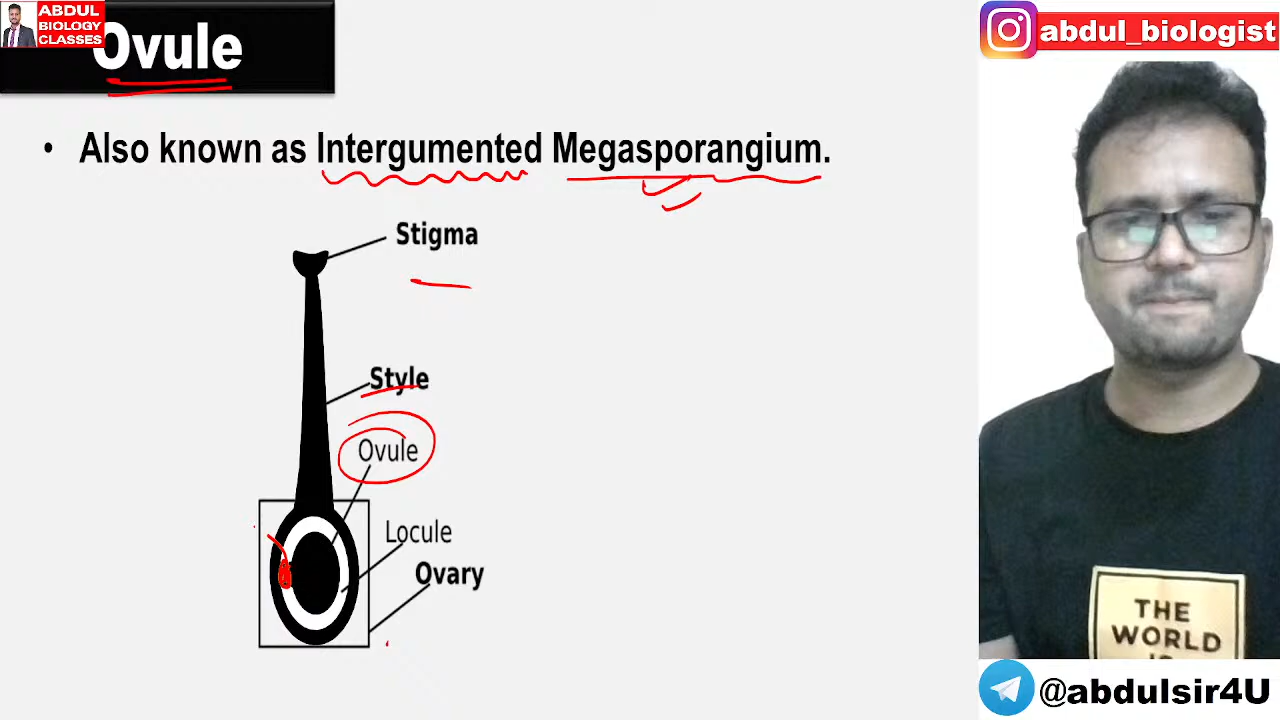 ABDUL
BIOLOGY
CLASSES
Ovule
• Also known as Intergumented Megasporangium.
Stigma
Style
Ovule
Locule
Ovary
abdul_biologist
THE
WORLD
@abdulsir4U